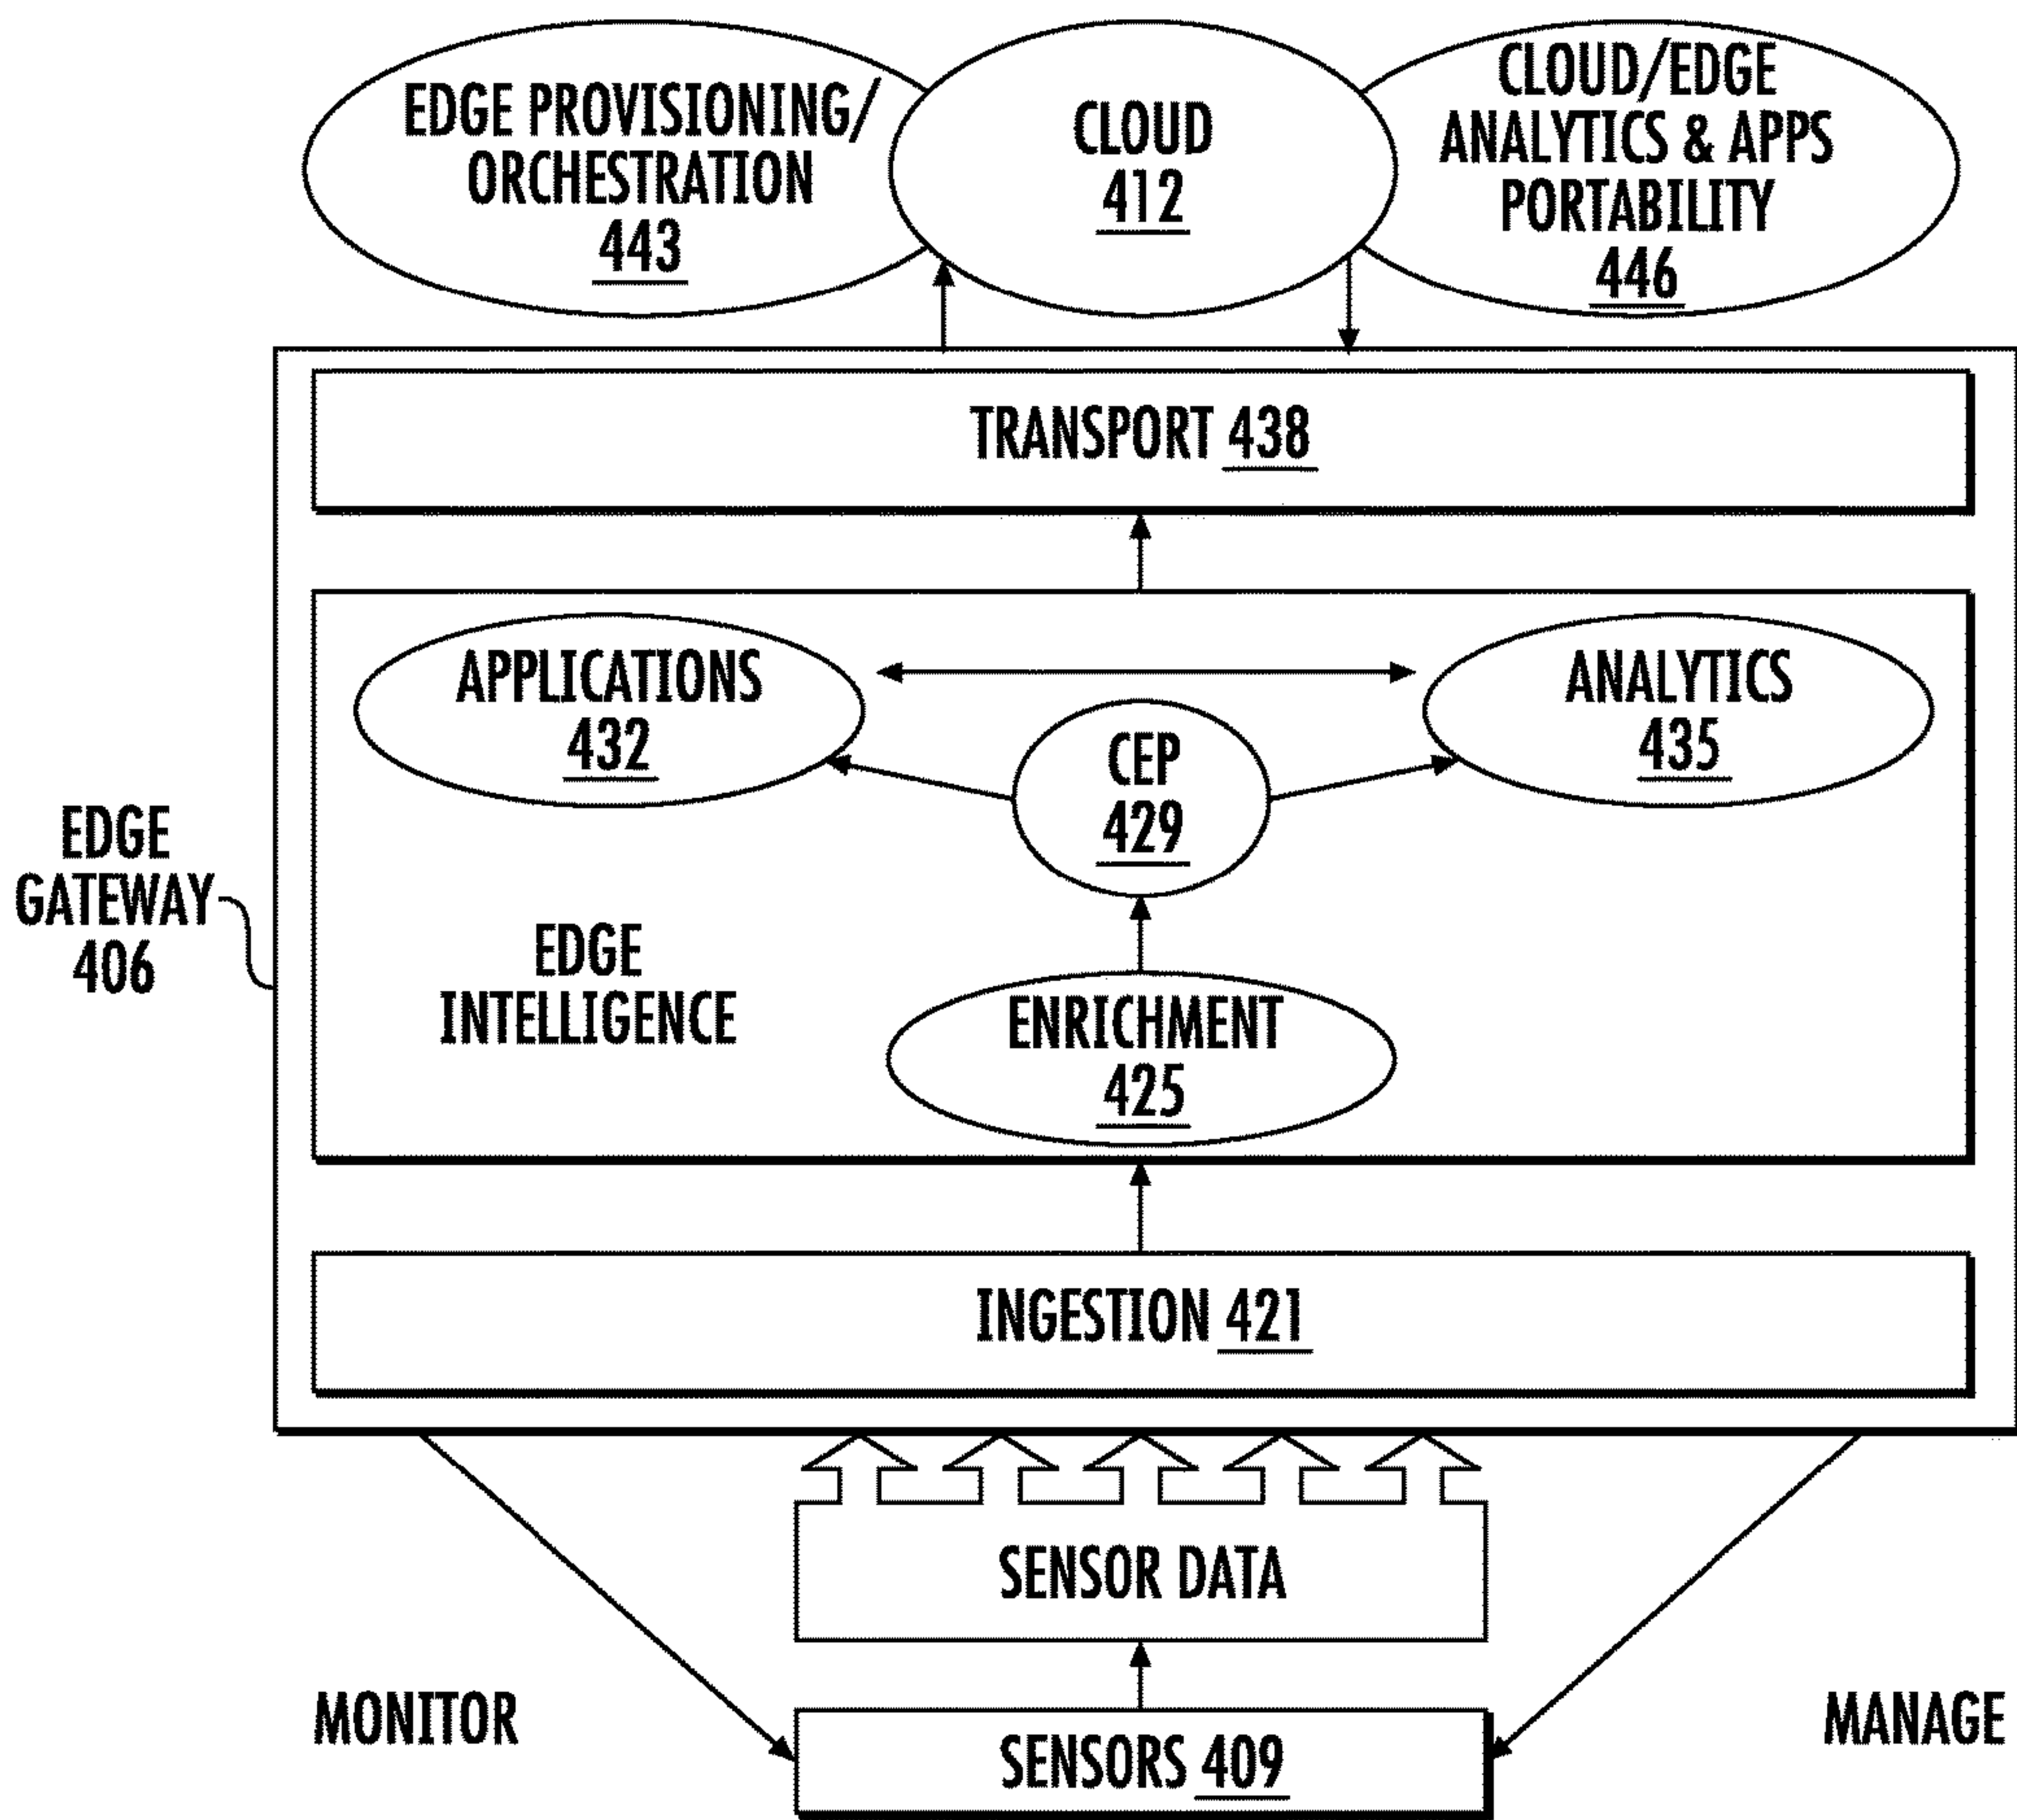 EDGE PROVISIONING/
ORCHESTRATION
443
CLOUD
412
CLOUD/EDGE
ANALYTICS & APPS
PORTABILITY
446
TRANSPORT 438
APPLICATIONS
432
ANALYTICS
435
CEP
429
EDGE
GATEWAY
406
EDGE
INTELLIGENCE
ENRICHMENT
425
INGESTION 421
SENSOR DATA
MONITOR
MANAGE
SENSORS 409